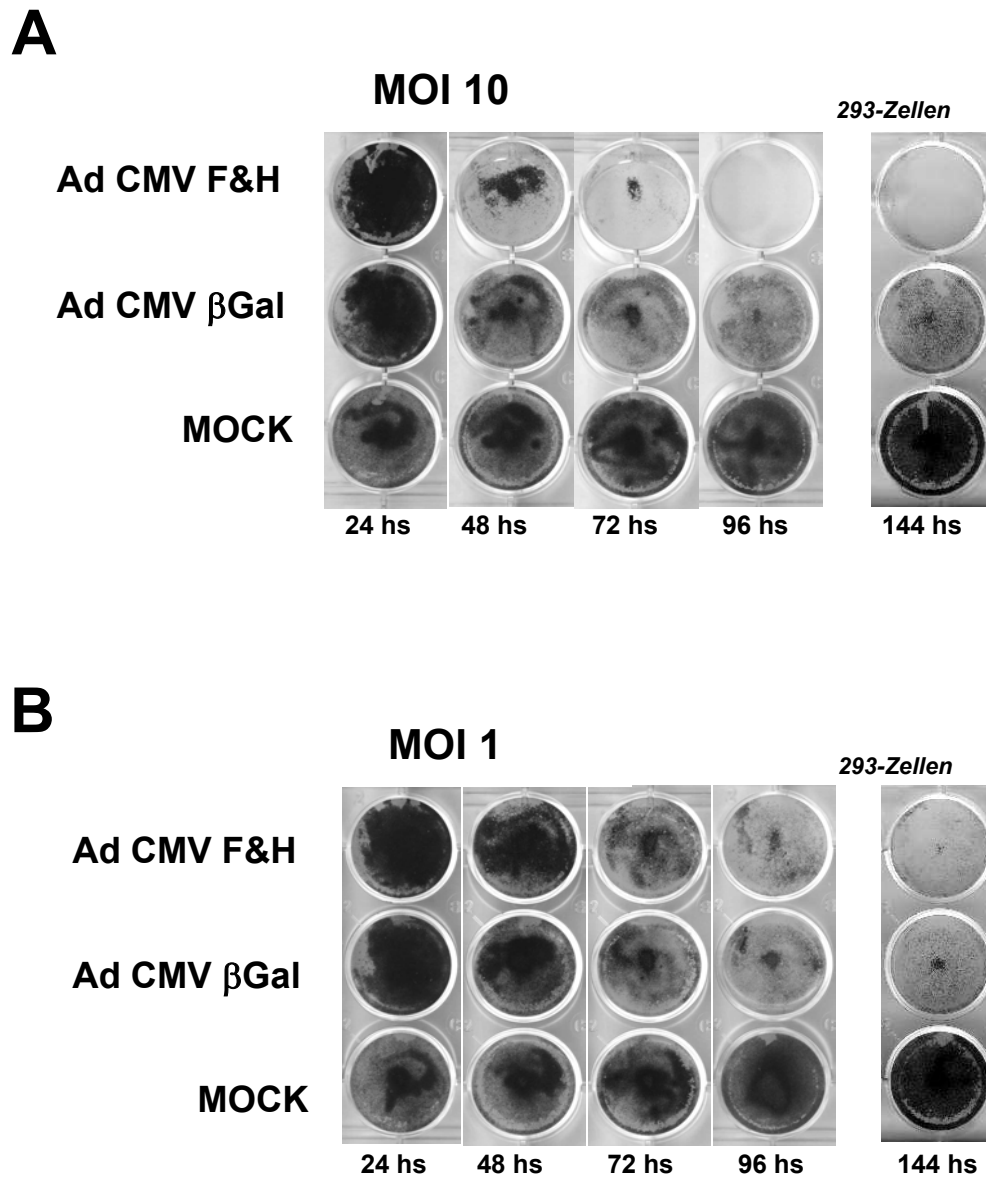 A
MOI 10
293-Zellen
Ad CMV F&H
Ad CMV βGal
MOCK
24 hs 48 hs 72 hs 96 hs 144 hs
B
MOI 1
293-Zellen
Ad CMV F&H
Ad CMV βGal
MOCK
24 hs 48 hs 72 hs 96 hs 144 hs